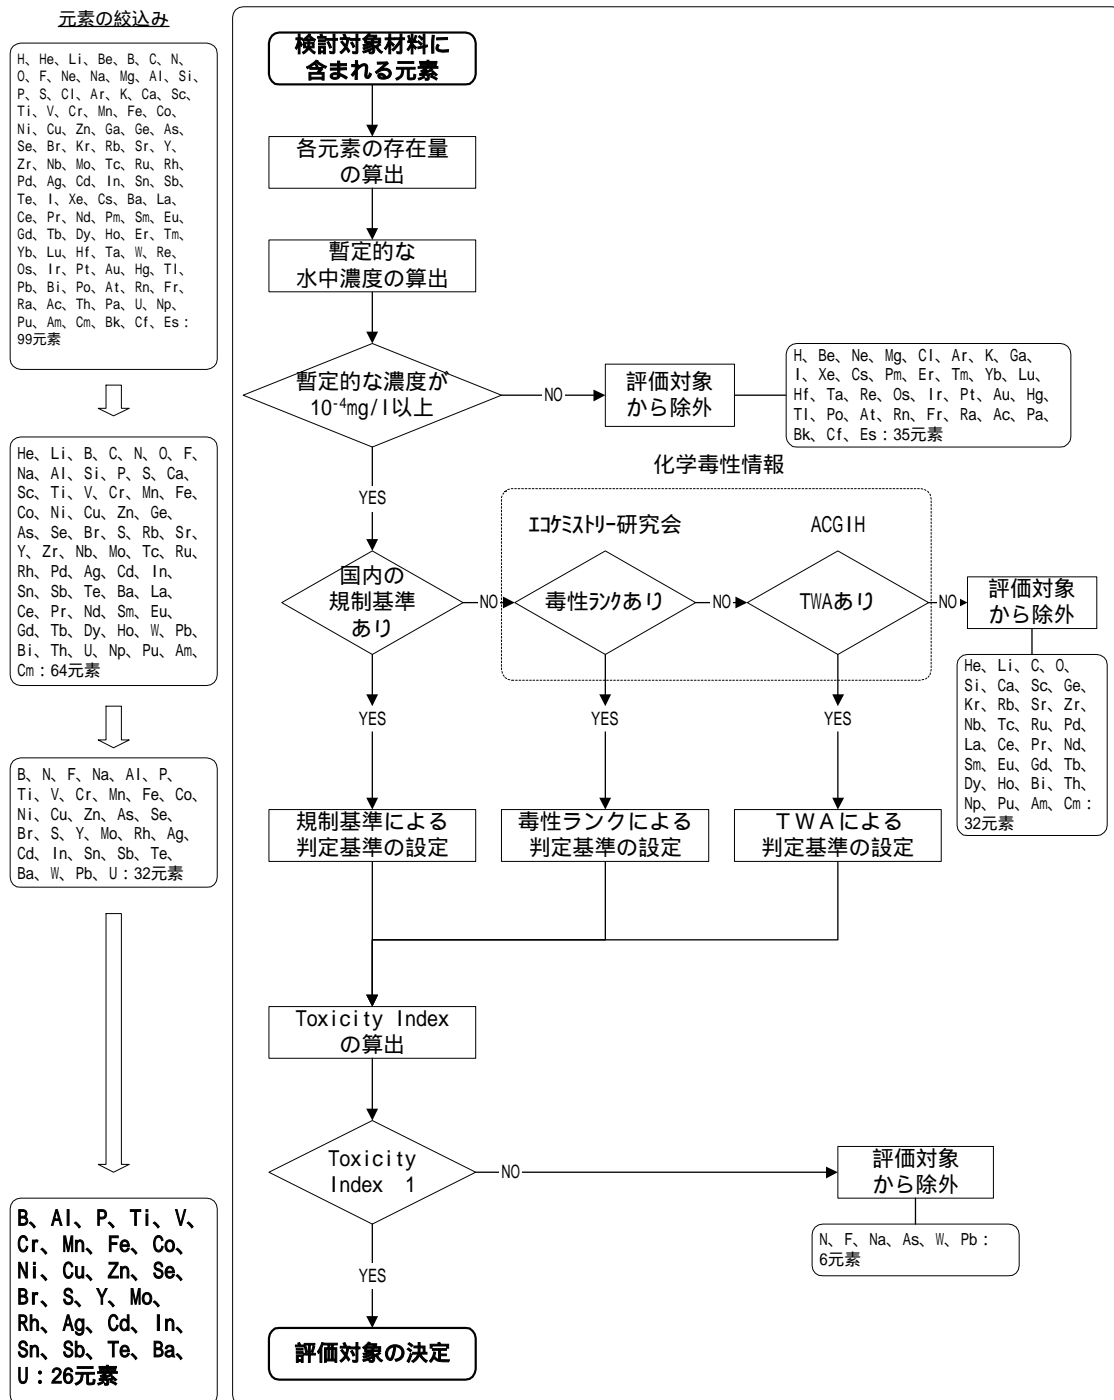 元素の絞込み
H、He、Li、Be、B、C、N、
O、F、Ne、Na、Mg、Al、Si、
P、S、Cl、Ar、K、Ca、Sc、
Ti、V、Cr、Mn、Fe、Co、
Ni、Cu、Zn、Ga、Ge、As、
Se、Br、Kr、Rb、Sr、Y、
Zr、Nb、Mo、Tc、Ru、Rh、
Pd、Ag、Cd、In、Sn、Sb、
Te、I、Xe、Cs、Ba、La、
Ce、Pr、Nd、Pm、Sm、Eu、
Gd、Tb、Dy、Ho、Er、Tm、
Yb、Lu、Hf、Ta、W、Re、
Os、Ir、Pt、Au、Hg、Tl、
Pb、Bi、Po、At、Rn、Fr、
Ra、Ac、Th、Pa、U、Np、
Pu、Am、Cm、Bk、Cf、Es：
99元素
He、Li、B、C、N、O、F、
Na、Al、Si、P、S、Ca、
Sc、Ti、V、Cr、Mn、Fe、
Co、Ni、Cu、Zn、Ge、
As、Se、Br、S、Rb、Sr、
Y、Zr、Nb、Mo、Tc、Ru、
Rh、Pd、Ag、Cd、In、
Sn、Sb、Te、Ba、La、
Ce、Pr、Nd、Sm、Eu、
Gd、Tb、Dy、Ho、W、Pb、
Bi、Th、U、Np、Pu、Am、
Cm：64元素
B、N、F、Na、Al、P、
Ti、V、Cr、Mn、Fe、Co、
Ni、Cu、Zn、As、Se、
Br、S、Y、Mo、Rh、Ag、
Cd、In、Sn、Sb、Te、
Ba、W、Pb、U：32元素
B、Al、P、Ti、V、
Cr、Mn、Fe、Co、
Ni、Cu、Zn、Se、
Br、S、Y、Mo、
Rh、Ag、Cd、In、
Sn、Sb、Te、Ba、
U：26元素
検討対象材料に
含まれる元素
各元素の存在量
の算出
暫定的な
水中濃度の算出
暫定的な濃度が
10⁻⁴mg/l以上
NO
評価対象
から除外
H、Be、Ne、Mg、Cl、Ar、K、Ga、
I、Xe、Cs、Pm、Er、Tm、Yb、Lu、
Hf、Ta、Re、Os、Ir、Pt、Au、Hg、
Tl、Po、At、Rn、Fr、Ra、Ac、Pa、
Bk、Cf、Es：35元素
YES
化学毒性情報
エコケミストリー研究会
ACGIH
国内の
規制基準
あり
NO
毒性ランクあり
NO
TWAあり
NO
評価対象
から除外
He、Li、C、O、
Si、Ca、Sc、Ge、
Kr、Rb、Sr、Zr、
Nb、Tc、Ru、Pd、
La、Ce、Pr、Nd、
Sm、Eu、Gd、Tb、
Dy、Ho、Bi、Th、
Np、Pu、Am、Cm：
32元素
YES
YES
YES
規制基準による
判定基準の設定
毒性ランクによる
判定基準の設定
ＴＷＡによる
判定基準の設定
Toxicity Index
の算出
Toxicity
Index 1
NO
評価対象
から除外
N、F、Na、As、W、Pb：
6元素
YES
評価対象の決定